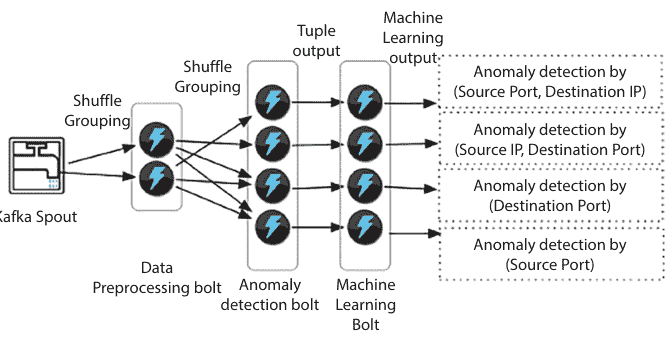 Machine
Learning
output
Tuple
output
Shuffle
Grouping
Shuffle
Grouping
Kafka Spout
Data
Preprocessing bolt
Anomaly
detection bolt
Machine
Learning
Bolt
Anomaly detection by
(Source Port, Destination IP)
Anomaly detection by
(Source IP, Destination Port)
Anomaly detection by
(Destination Port)
Anomaly detection by
(Source Port)